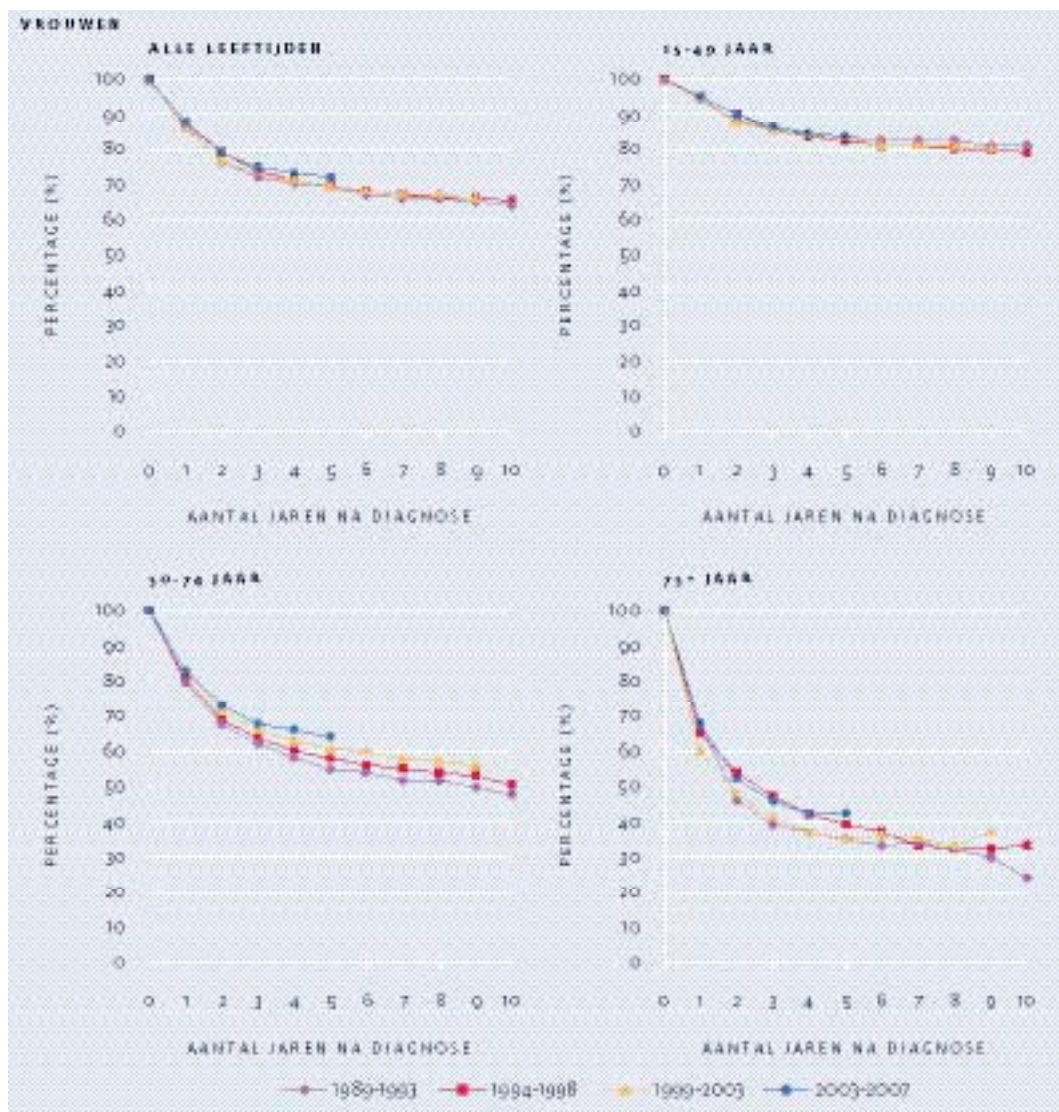 VROUWEN
ALLE LEEFTIJDEN
100
90
80
70
60
50
40
30
20
10
0
PERCENTAGE (%)
0 1 2 3 4 5 6 7 8 9 10
AANTAL JAREN NA DIAGNOSE
15-49 JAAR
100
90
80
70
60
50
40
30
20
10
0
PERCENTAGE (%)
0 1 2 3 4 5 6 7 8 9 10
AANTAL JAREN NA DIAGNOSE
50-74 JAAR
100
90
80
70
60
50
40
30
20
10
0
PERCENTAGE (%)
0 1 2 3 4 5 6 7 8 9 10
AANTAL JAREN NA DIAGNOSE
75+ JAAR
100
90
80
70
60
50
40
30
20
10
0
PERCENTAGE (%)
0 1 2 3 4 5 6 7 8 9 10
AANTAL JAREN NA DIAGNOSE
1989-1993 1994-1998 1999-2003 2003-2007